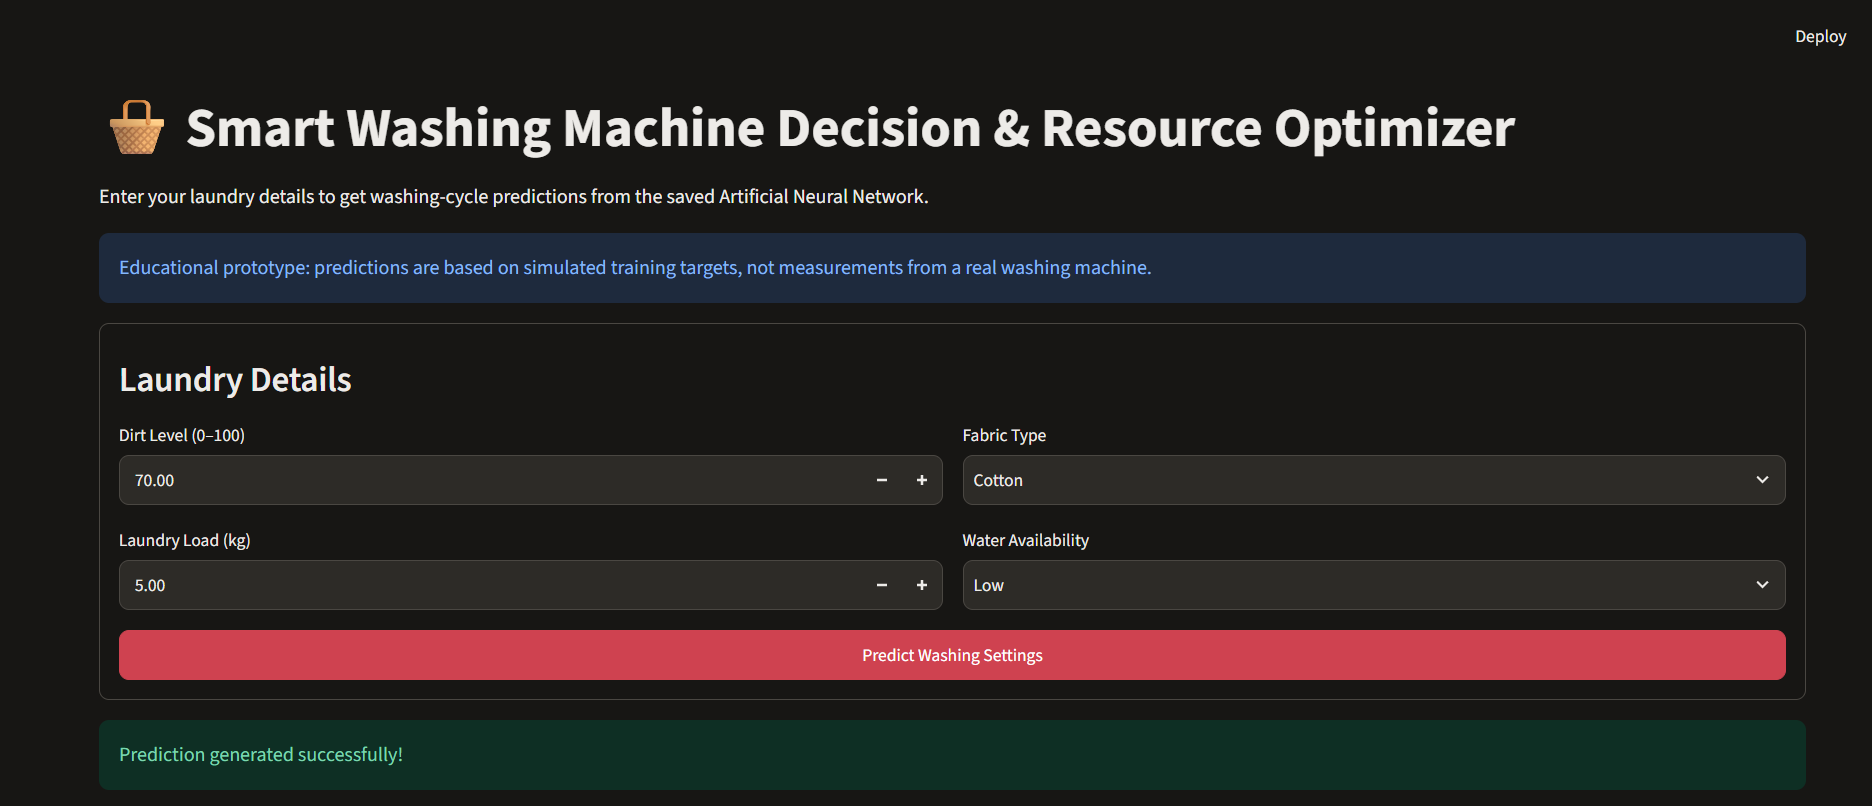 Deploy
Smart Washing Machine Decision & Resource Optimizer
Enter your laundry details to get washing-cycle predictions from the saved Artificial Neural Network.
Educational prototype: predictions are based on simulated training targets, not measurements from a real washing machine.
Laundry Details
Dirt Level (0–100)
70.00
Fabric Type
Cotton
Laundry Load (kg)
5.00
Water Availability
Low
Predict Washing Settings
Prediction generated successfully!